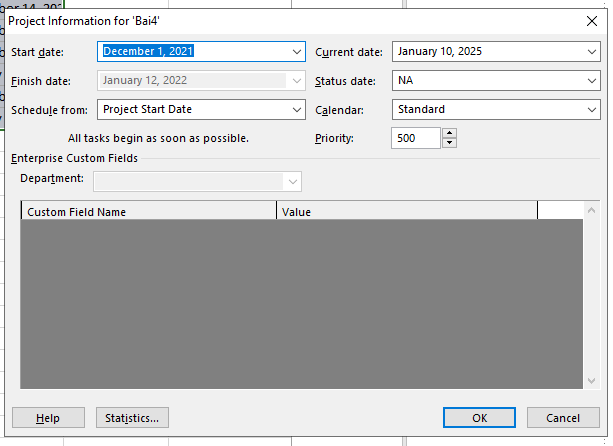 ber 14, 202
Project Information for 'Bai4'
Start date: December 1, 2021 Current date: January 10, 2025
Finish date: January 12, 2022 Status date: NA
Schedule from: Project Start Date Calendar: Standard
All tasks begin as soon as possible. Priority: 500
Enterprise Custom Fields
Department:
Custom Field Name Value
Help Statistics... OK Cancel